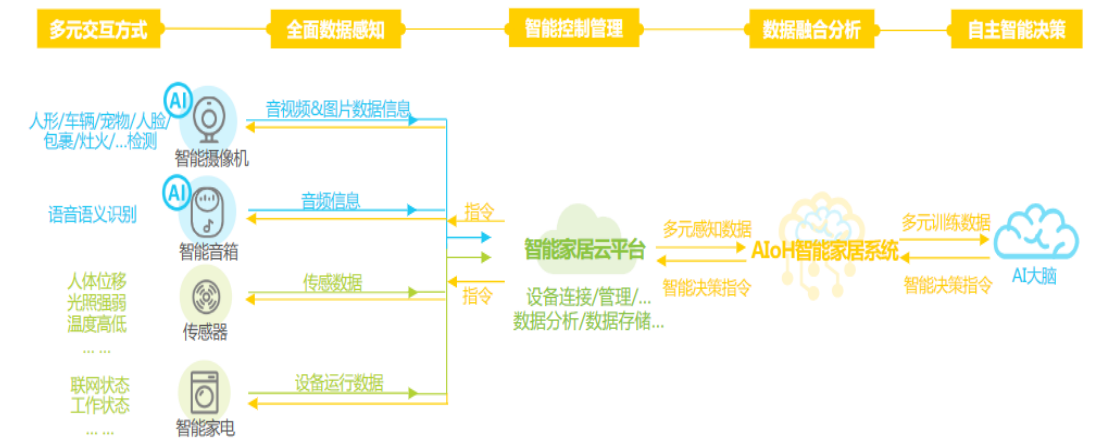 多元交互方式
全面数据感知
智能控制管理
数据融合分析
自主智能决策
人形/车辆/宠物/人脸/
包裹/灶火/...检测
AI
智能摄像机
音视频&图片数据信息
语音语义识别
AI
智能音箱
音频信息
人体位移
光照强弱
温度高低
... ...
传感器
传感数据
联网状态
工作状态
... ...
智能家电
设备运行数据
指令
指令
智能家居云平台
设备连接/管理/...
数据分析/数据存储...
多元感知数据
智能决策指令
AIoH智能家居系统
多元训练数据
智能决策指令
AI大脑